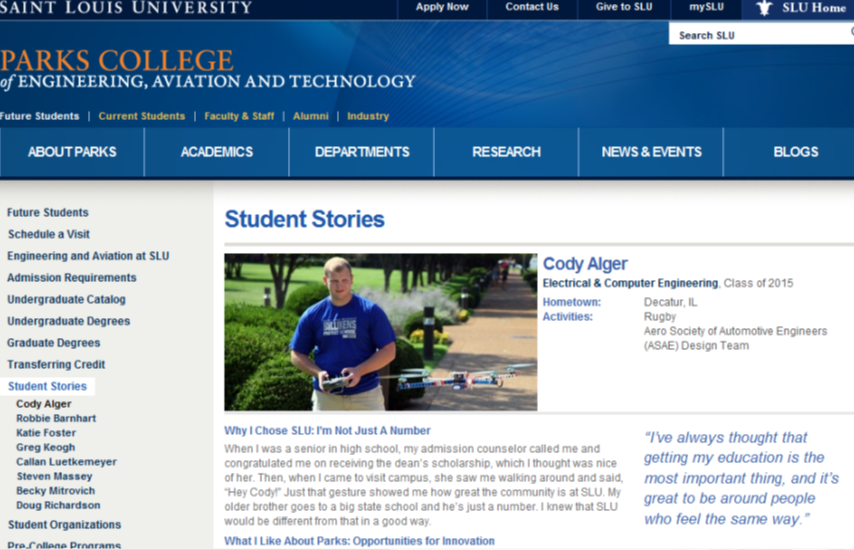 SAINT LOUIS UNIVERSITY
Apply Now
Contact Us
Give to SLU
mySLU
SLU Home
Search SLU
PARKS COLLEGE
of ENGINEERING, AVIATION AND TECHNOLOGY
Future Students | Current Students | Faculty & Staff | Alumni | Industry
ABOUT PARKS
ACADEMICS
DEPARTMENTS
RESEARCH
NEWS & EVENTS
BLOGS
Future Students
Schedule a Visit
Engineering and Aviation at SLU
Admission Requirements
Undergraduate Catalog
Undergraduate Degrees
Graduate Degrees
Transferring Credit
Student Stories
Cody Alger
Robbie Barnhart
Katie Foster
Greg Keogh
Callan Luetkemeyer
Steven Massey
Becky Mitrovich
Doug Richardson
Student Organizations
Pre-College Programs
Student Stories
BILLIKENS
Cody Alger
Electrical & Computer Engineering, Class of 2015
Hometown: Decatur, IL
Activities: Rugby
Aero Society of Automotive Engineers
(ASAE) Design Team
Why I Chose SLU: I'm Not Just A Number
When I was a senior in high school, my admission counselor called me and
congratulated me on receiving the dean's scholarship, which I thought was nice
of her. Then, when I came to visit campus, she saw me walking around and said,
"Hey Cody!" Just that gesture showed me how great the community is at SLU. My
older brother goes to a big state school and he's just a number. I knew that SLU
would be different from that in a good way.
What I Like About Parks: Opportunities for Innovation
"I've always thought that
getting my education is the
most important thing, and it's
great to be around people
who feel the same way."